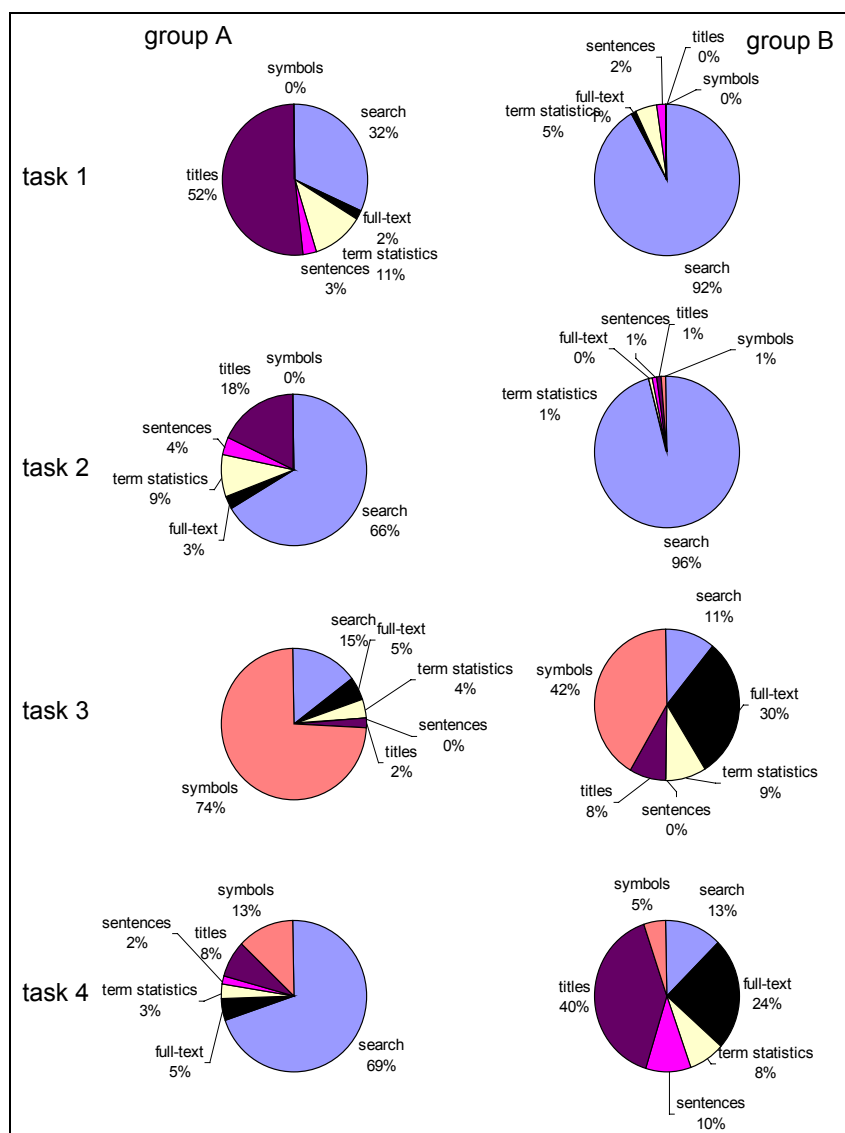 group A
group B
task 1
symbols
0%
search
32%
full-text
2%
term statistics
11%
sentences
3%
titles
52%
titles
0%
sentences
2%
symbols
0%
full-text
1%
term statistics
5%
search
92%
task 2
symbols
0%
titles
18%
sentences
4%
term statistics
9%
full-text
3%
search
66%
sentences
1%
titles
1%
symbols
1%
full-text
0%
term statistics
1%
search
96%
task 3
search
15%
full-text
5%
term statistics
4%
sentences
0%
titles
2%
symbols
74%
search
11%
symbols
42%
full-text
30%
term statistics
9%
titles
8%
sentences
0%
task 4
symbols
13%
sentences
2%
titles
8%
term statistics
3%
full-text
5%
search
69%
symbols
5%
search
13%
titles
40%
full-text
24%
term statistics
8%
sentences
10%